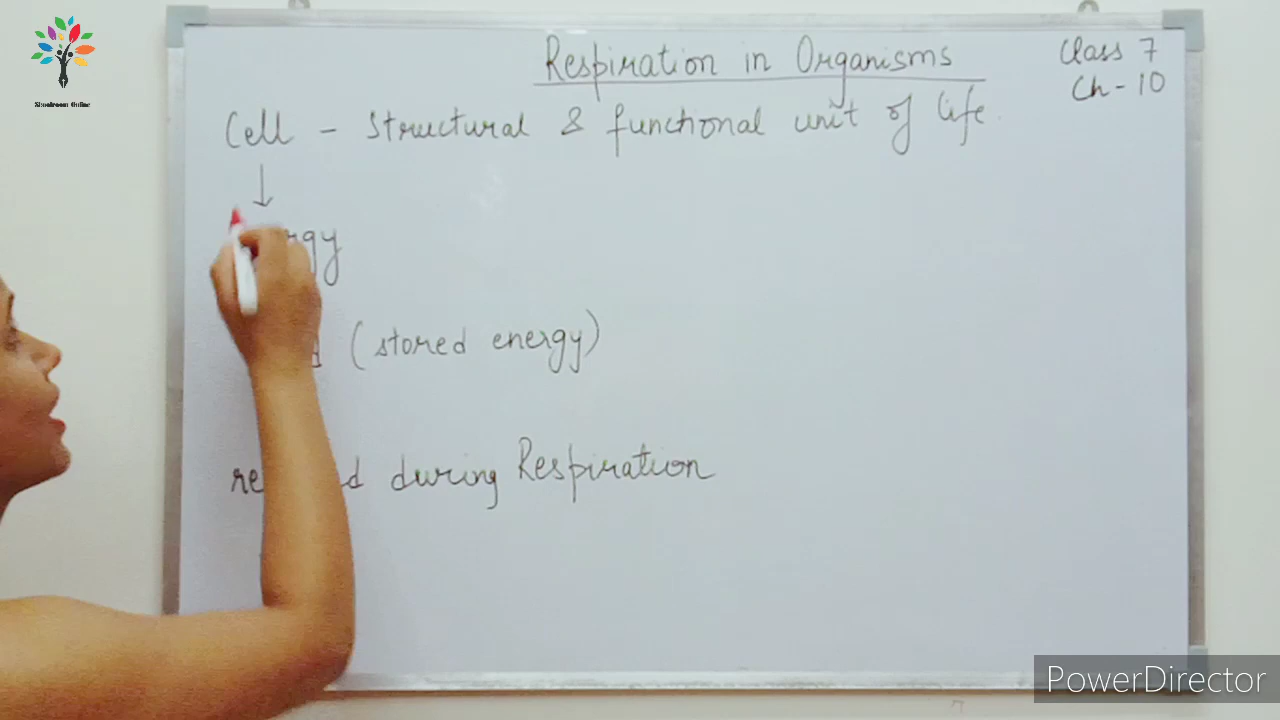 Respiration in Organisms
Class 7
Ch - 10
Cell - Structural & functional unit of life.
(stored energy)
during Respiration
PowerDirector